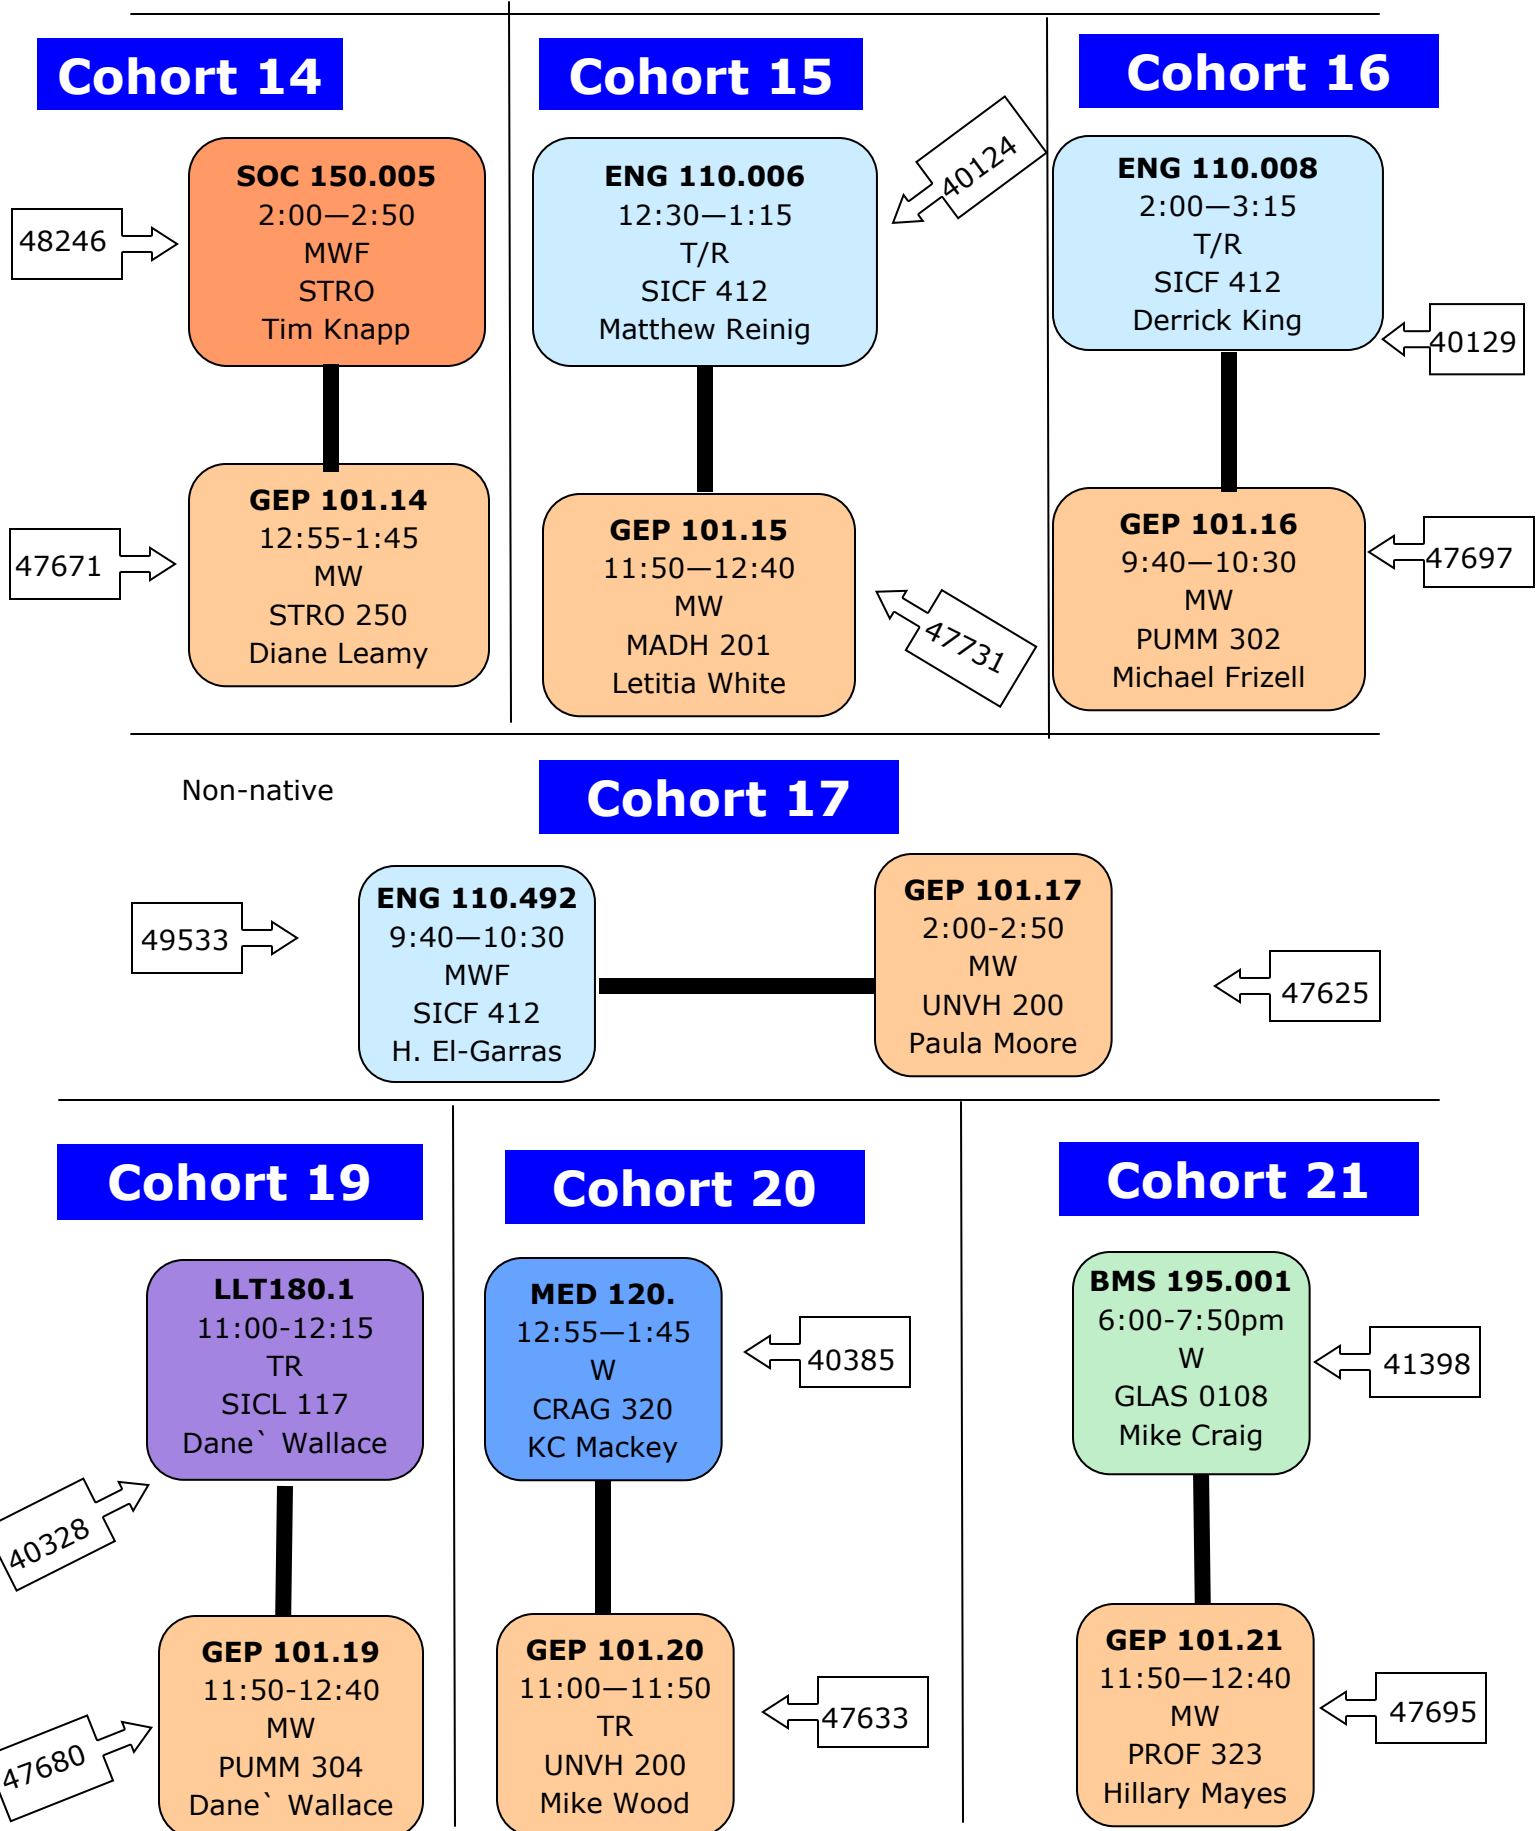 Cohort 14
48246
SOC 150.005
2:00—2:50
MWF
STRO
Tim Knapp
47671
GEP 101.14
12:55-1:45
MW
STRO 250
Diane Leamy
Cohort 15
ENG 110.006
12:30—1:15
T/R
SICF 412
Matthew Reinig
40124
GEP 101.15
11:50—12:40
MW
MADH 201
Letitia White
47731
Cohort 16
ENG 110.008
2:00—3:15
T/R
SICF 412
Derrick King
40129
GEP 101.16
9:40—10:30
MW
PUMM 302
Michael Frizell
47697
Non-native
Cohort 17
49533
ENG 110.492
9:40—10:30
MWF
SICF 412
H. El-Garras
GEP 101.17
2:00-2:50
MW
UNVH 200
Paula Moore
47625
Cohort 19
LLT180.1
11:00-12:15
TR
SICL 117
Dane` Wallace
40328
GEP 101.19
11:50-12:40
MW
PUMM 304
Dane` Wallace
47680
Cohort 20
MED 120.
12:55—1:45
W
CRAG 320
KC Mackey
40385
GEP 101.20
11:00—11:50
TR
UNVH 200
Mike Wood
47633
Cohort 21
BMS 195.001
6:00-7:50pm
W
GLAS 0108
Mike Craig
41398
GEP 101.21
11:50—12:40
MW
PROF 323
Hillary Mayes
47695